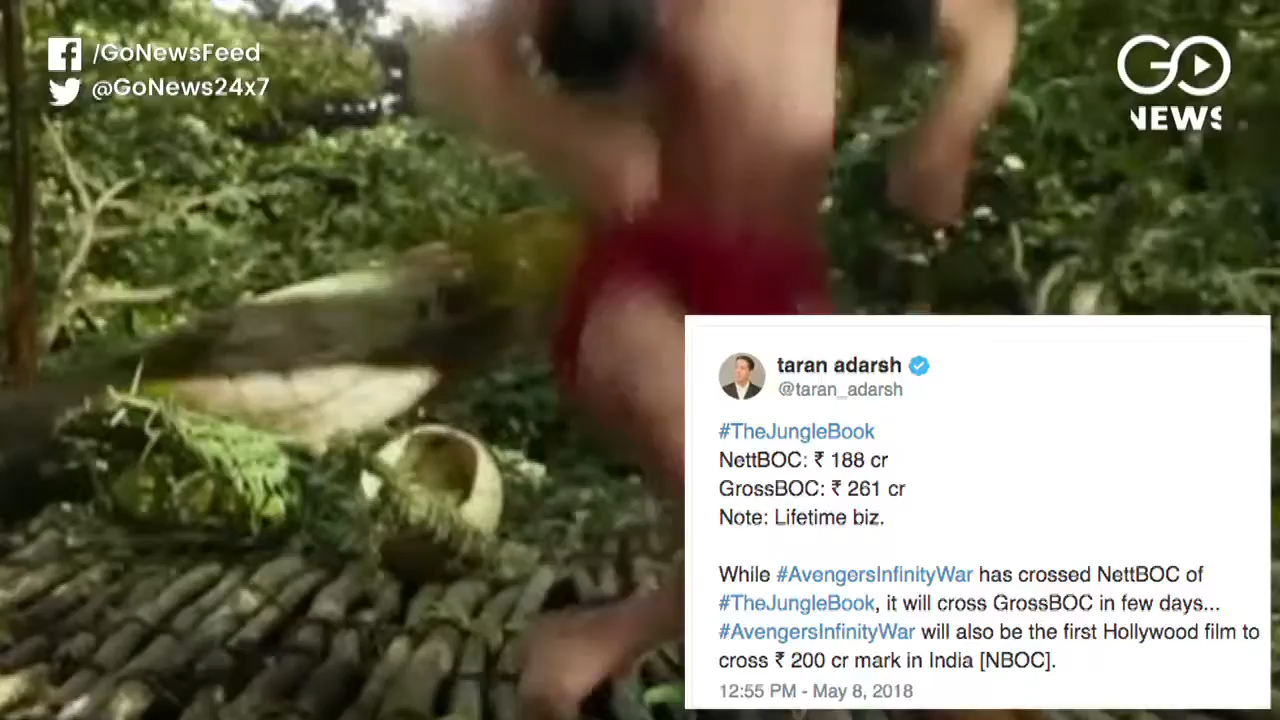 /GoNewsFeed
@GoNews24x7
GO
NEWS
taran adarsh
@taran_adarsh
#TheJungleBook
NettBOC: ₹ 188 cr
GrossBOC: ₹ 261 cr
Note: Lifetime biz.
While #AvengersInfinityWar has crossed NettBOC of
#TheJungleBook, it will cross GrossBOC in few days...
#AvengersInfinityWar will also be the first Hollywood film to
cross ₹ 200 cr mark in India [NBOC].
12:55 PM - May 8, 2018